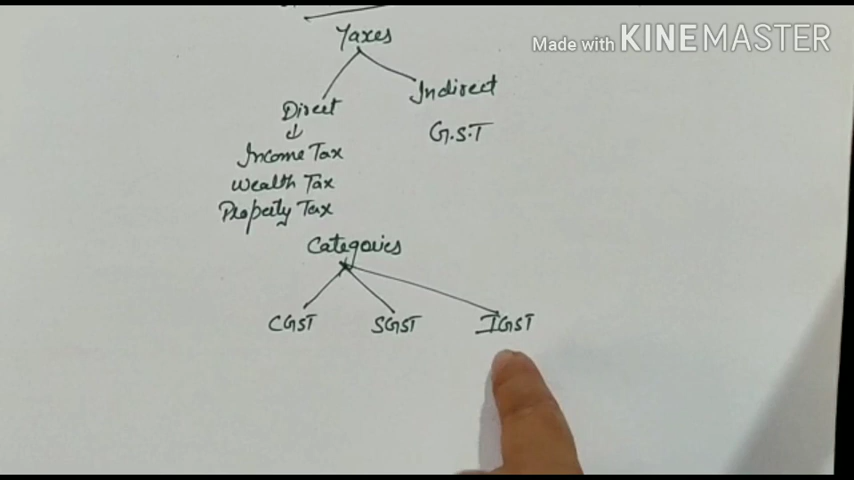 Taxes
Made with KINEMASTER
Direct
Indirect
Income Tax
G.S.T
Wealth Tax
Property Tax
Categories
CGST SGST IGST